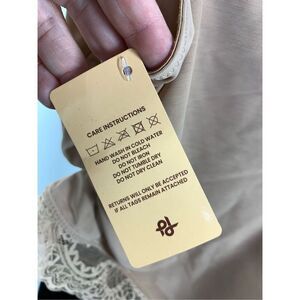 CARE INSTRUCTIONS
HAND WASH IN COLD WATER
DO NOT BLEACH
DO NOT IRON
DO NOT TUMBLE DRY
DO NOT DRY CLEAN
RETURNS WILL ONLY BE ACCEPTED
IF ALL TAGS REMAIN ATTACHED